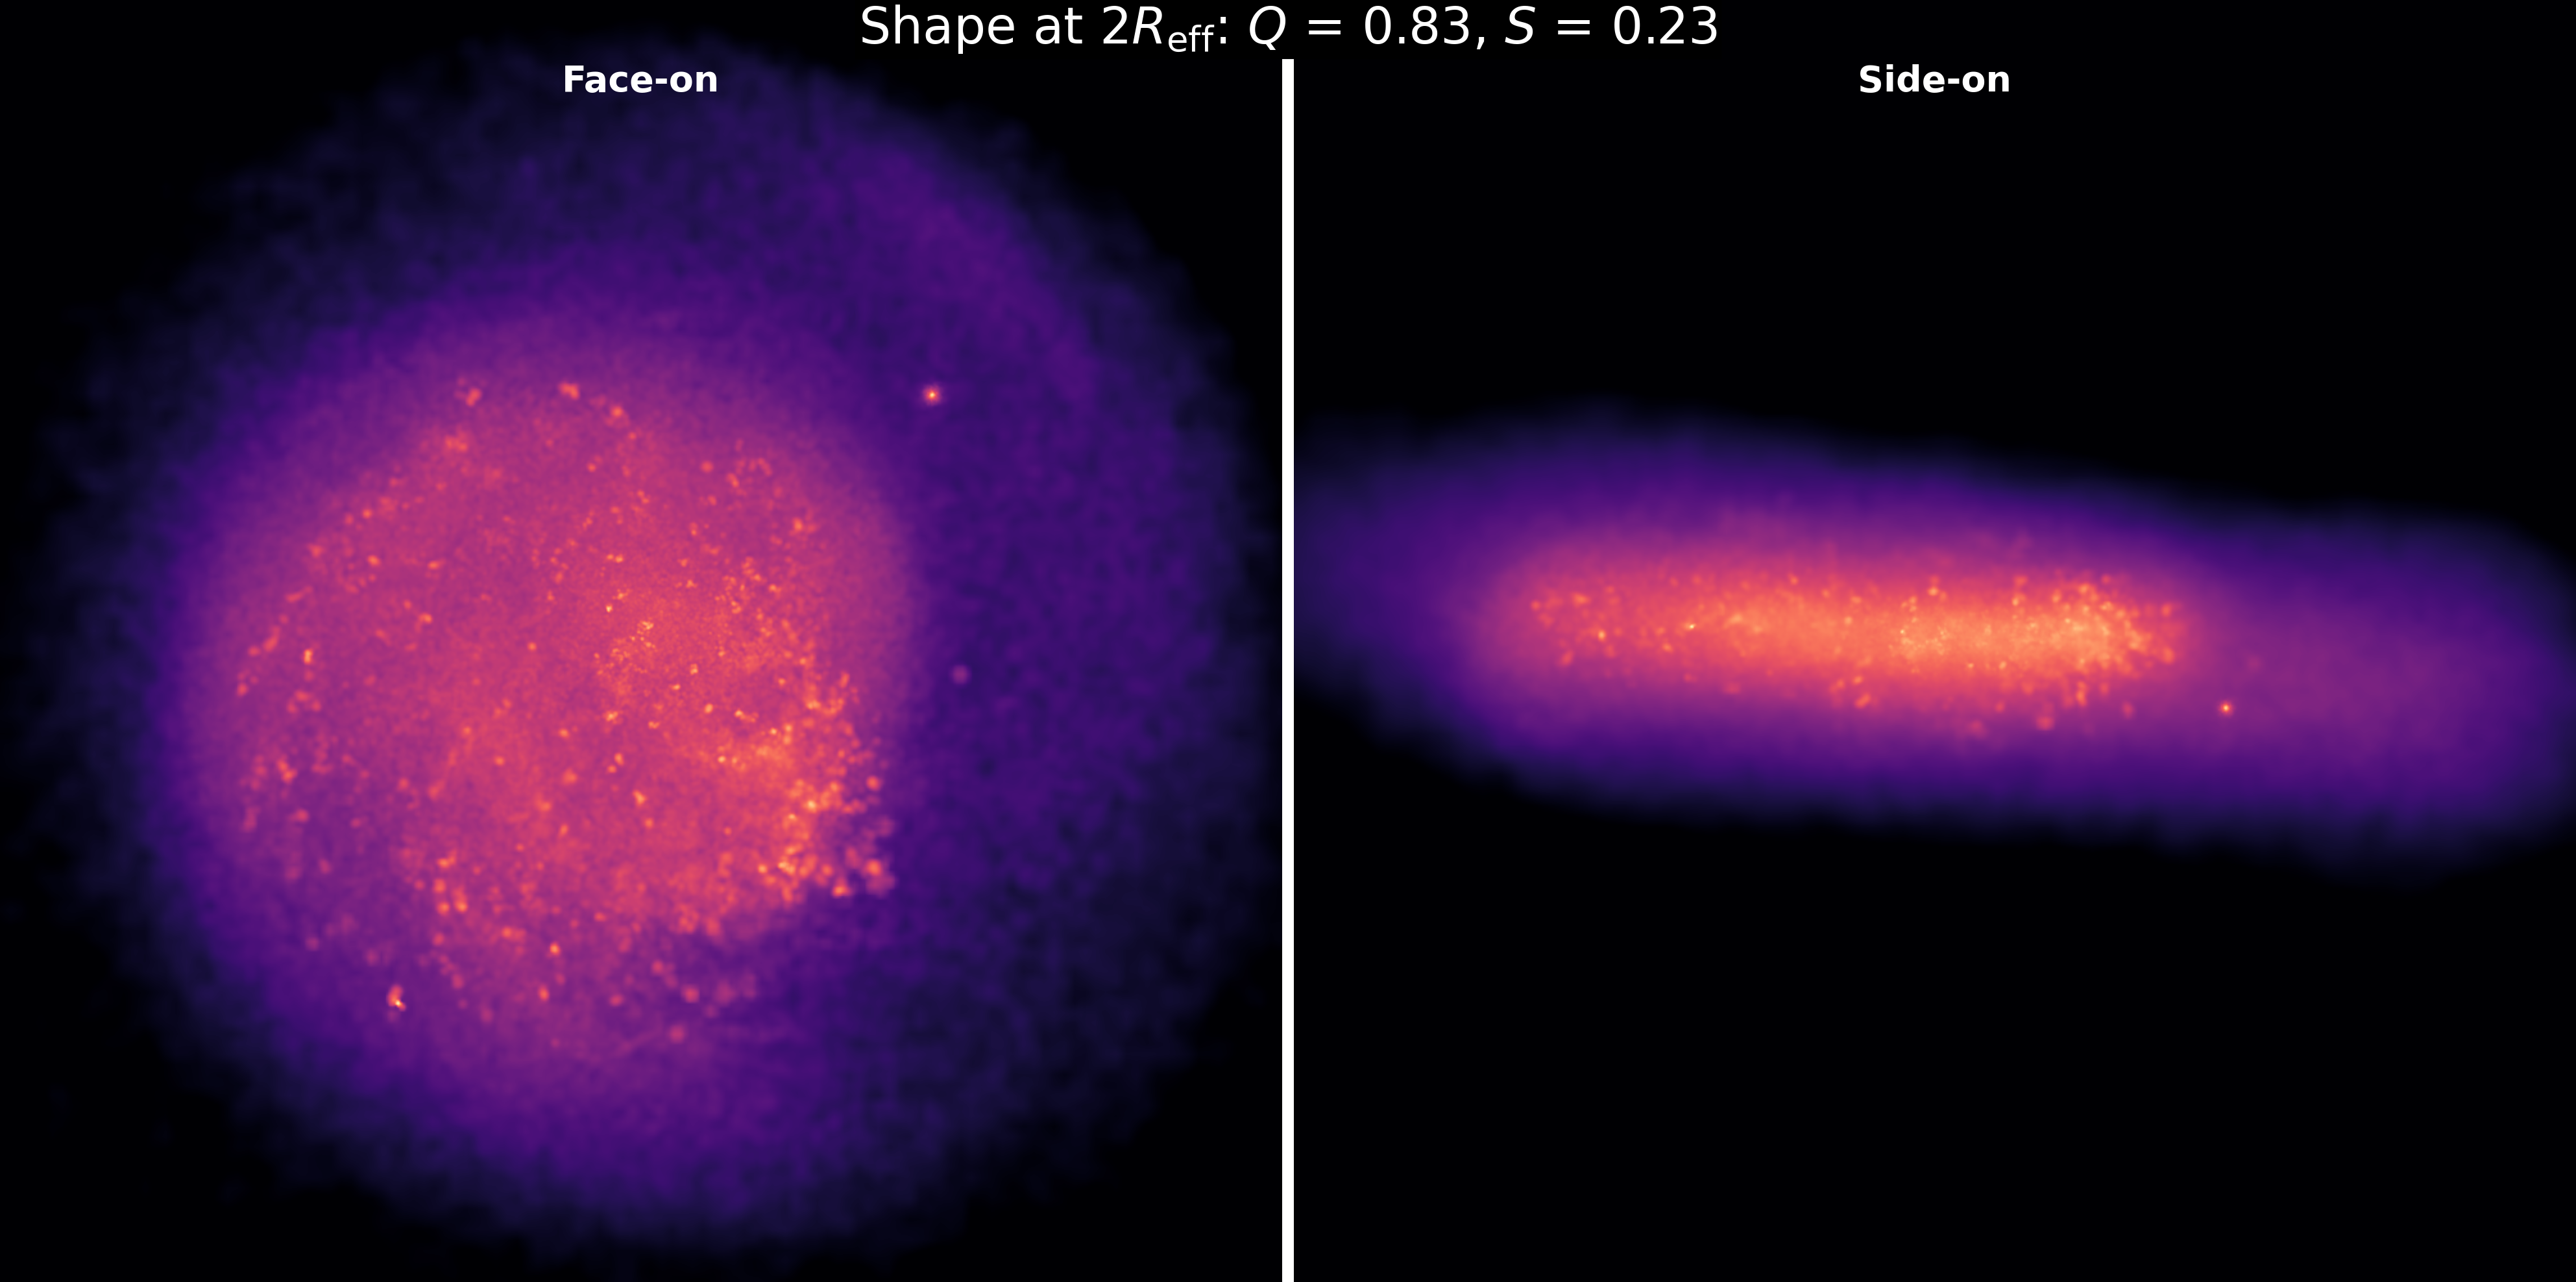 Shape at 2R_eff: Q = 0.83, S = 0.23
Face-on
Side-on